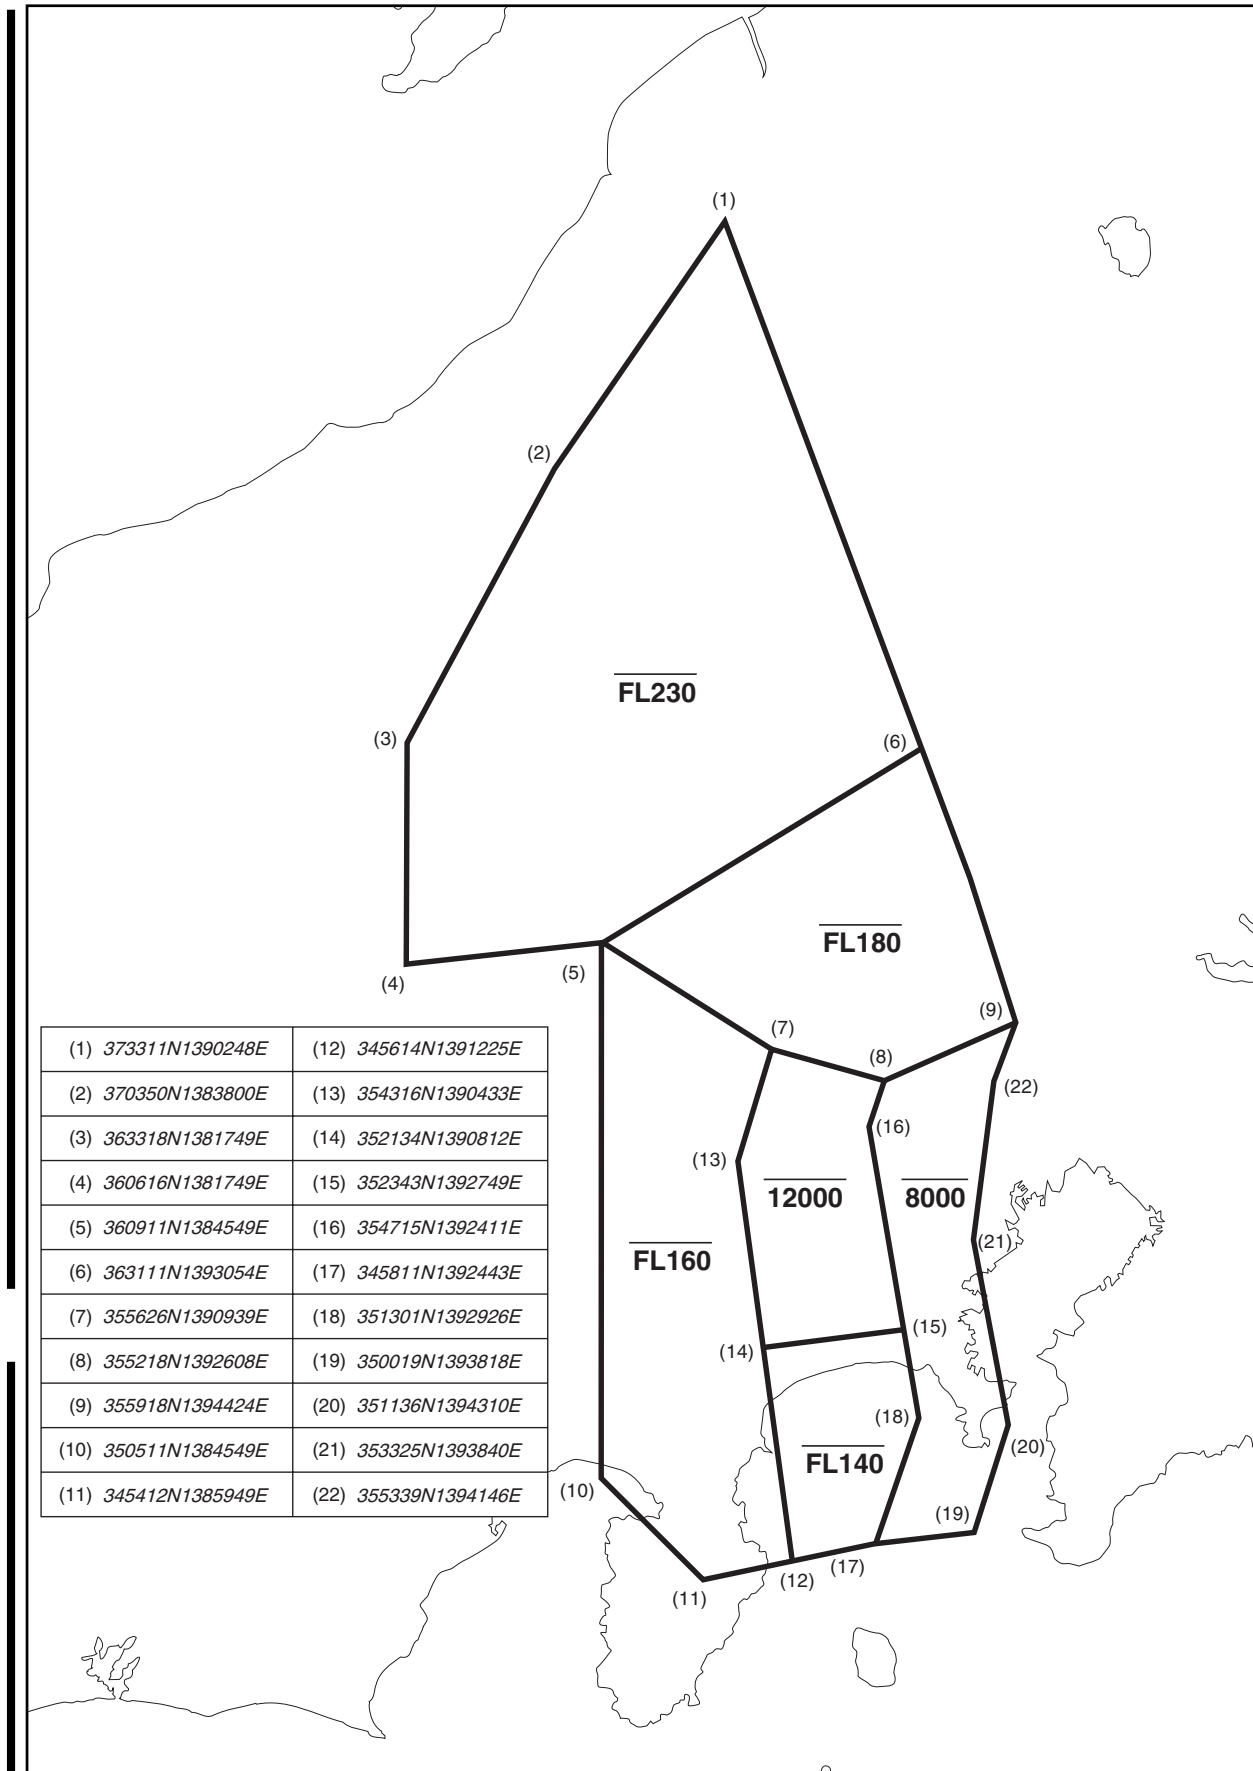 (1)
(2)
FL230
(3)
(6)
FL180
(4)
(5)
(9)
(7)
(8)
(22)
(16)
(13)
12000
8000
(21)
FL160
(15)
(14)
(18)
(20)
FL140
(10)
(19)
(17)
(12)
(11)
(1) 373311N1390248E (12) 345614N1391225E
(2) 370350N1383800E (13) 354316N1390433E
(3) 363318N1381749E (14) 352134N1390812E
(4) 360616N1381749E (15) 352343N1392749E
(5) 360911N1384549E (16) 354715N1392411E
(6) 363111N1393054E (17) 345811N1392443E
(7) 355626N1390939E (18) 351301N1392926E
(8) 355218N1392608E (19) 350019N1393818E
(9) 355918N1394424E (20) 351136N1394310E
(10) 350511N1384549E (21) 353325N1393840E
(11) 345412N1385949E (22) 355339N1394146E